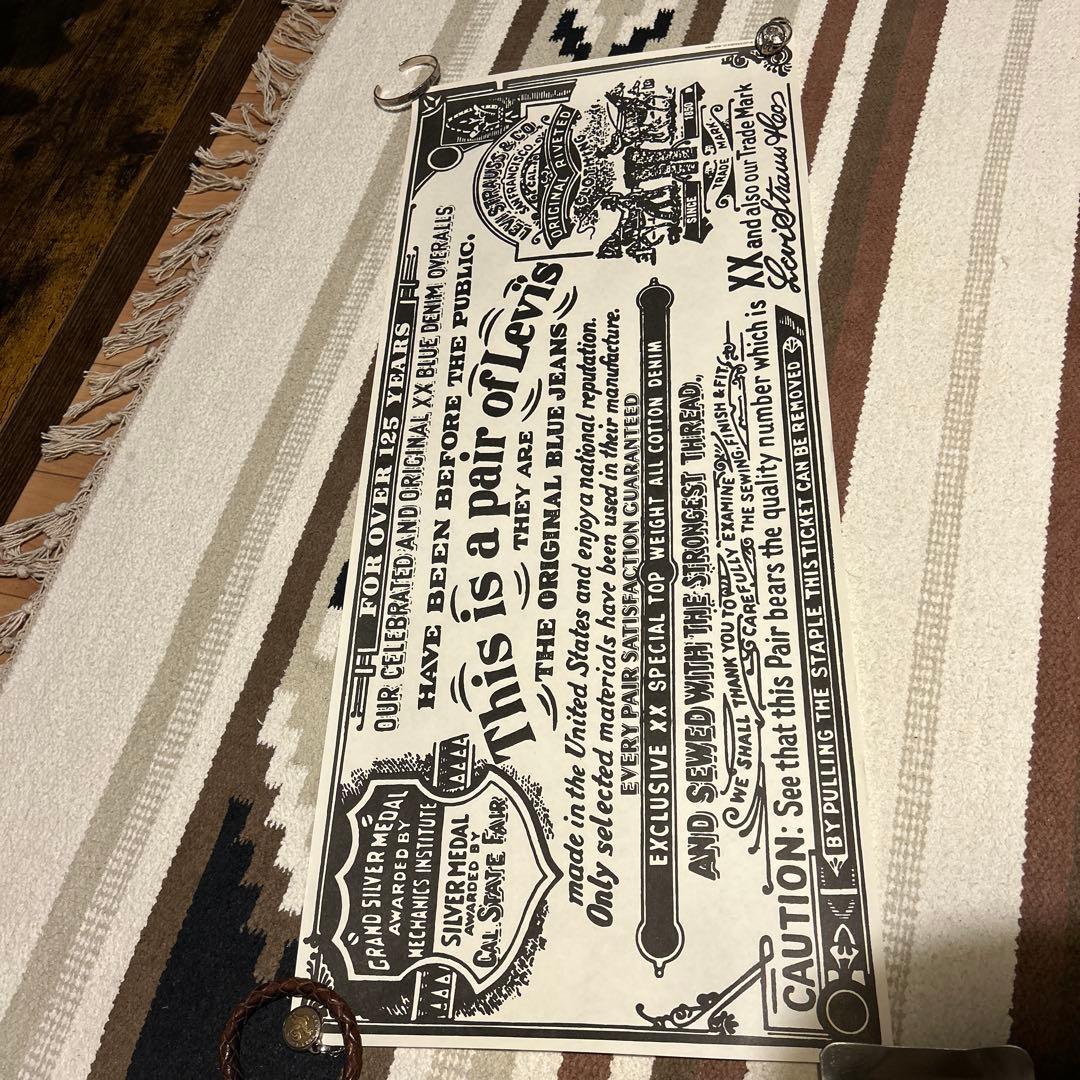 FOR OVER 125 YEARS
OUR CELEBRATED AND ORIGINAL XX BLUE DENIM OVERALLS
HAVE BEEN BEFORE THE PUBLIC.
This is a pair of Levi's
THEY ARE
THE ORIGINAL BLUE JEANS
made in the United States and enjoy a national reputation.
Only selected materials have been used in their manufacture.
EVERY PAIR SATISFACTION GUARANTEED
EXCLUSIVE XX SPECIAL TOP WEIGHT ALL COTTON DENIM
AND SEWED WITH THE STRONGEST THREAD,
WE SHALL THANK YOU TO EXAMINE
CAREFULLY THE SEWING, FINISH & FIT
CAUTION: See that this Pair bears the quality number which is XX and also our Trade Mark
Levi Strauss & Co
BY PULLING THE STAPLE THIS TICKET CAN BE REMOVED
GRAND SILVER MEDAL
AWARDED BY
MECHANICS INSTITUTE
SILVER MEDAL
AWARDED BY
CAL. STATE FAIR
LEVI STRAUSS & CO.
SAN FRANCISCO,
CAL.
ORIGINAL RIVETED
SINCE 1850
TRADE MARK